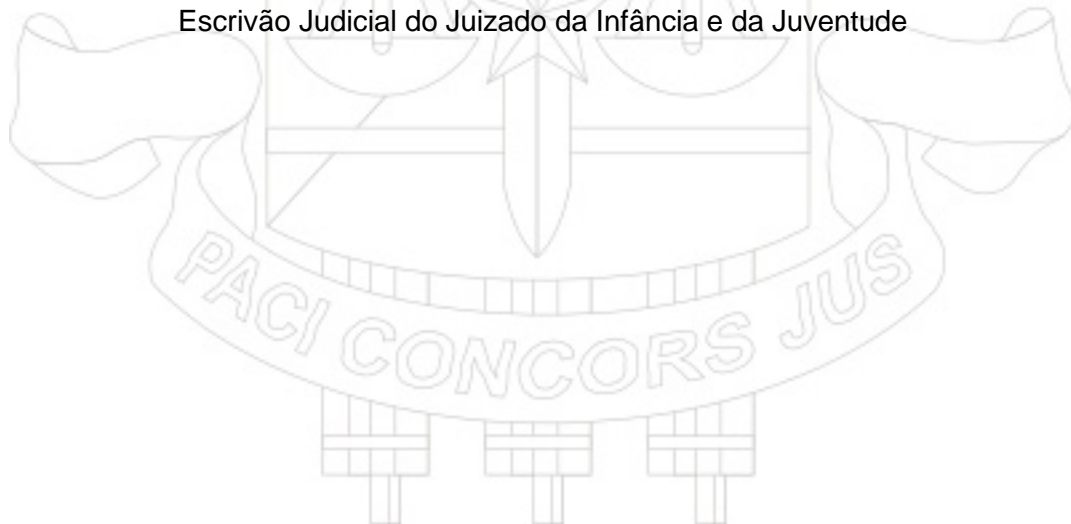 Escrivão Judicial do Juizado da Infância e da Juventude
PACI CONCORS JUS